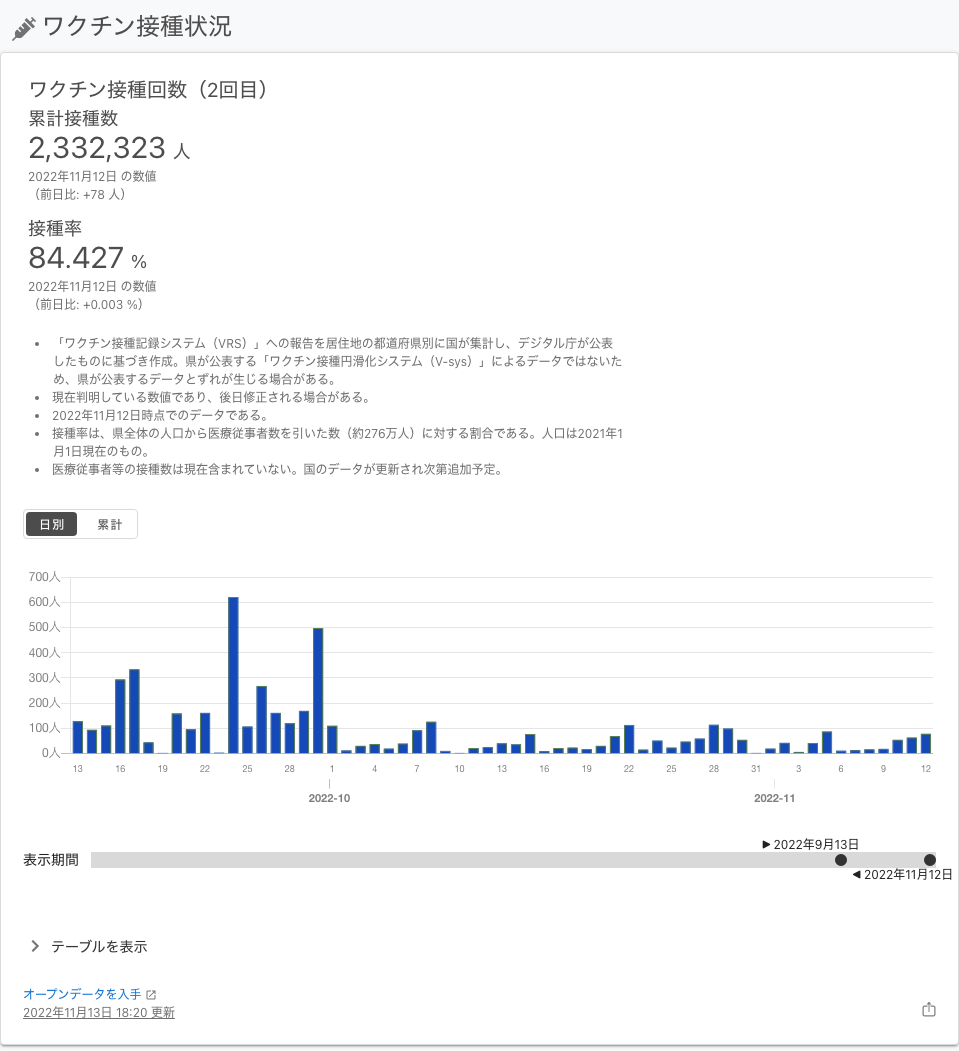 ワクチン接種状況
ワクチン接種回数（2回目）
累計接種数
2,332,323 人
2022年11月12日 の数値
（前日比: +78 人）
接種率
84.427 %
2022年11月12日 の数値
（前日比: +0.003 %）
• 「ワクチン接種記録システム（VRS）」への報告を居住地の都道府県別に国が集計し、デジタル庁が公表
したものに基づき作成。県が公表する「ワクチン接種円滑化システム（V-sys）」によるデータではないた
め、県が公表するデータとずれが生じる場合がある。
• 現在判明している数値であり、後日修正される場合がある。
• 2022年11月12日時点でのデータである。
• 接種率は、県全体の人口から医療従事者数を引いた数（約276万人）に対する割合である。人口は2021年1
月1日現在のもの。
• 医療従事者等の接種数は現在含まれていない。国のデータが更新され次第追加予定。
日別 累計
700人
600人
500人
400人
300人
200人
100人
0人
13 16 19 22 25 28 1 4 7 10 13 16 19 22 25 28 31 3 6 9 12
2022-10 2022-11
2022年9月13日
表示期間
2022年11月12日
テーブルを表示
オープンデータを入手
2022年11月13日 18:20 更新